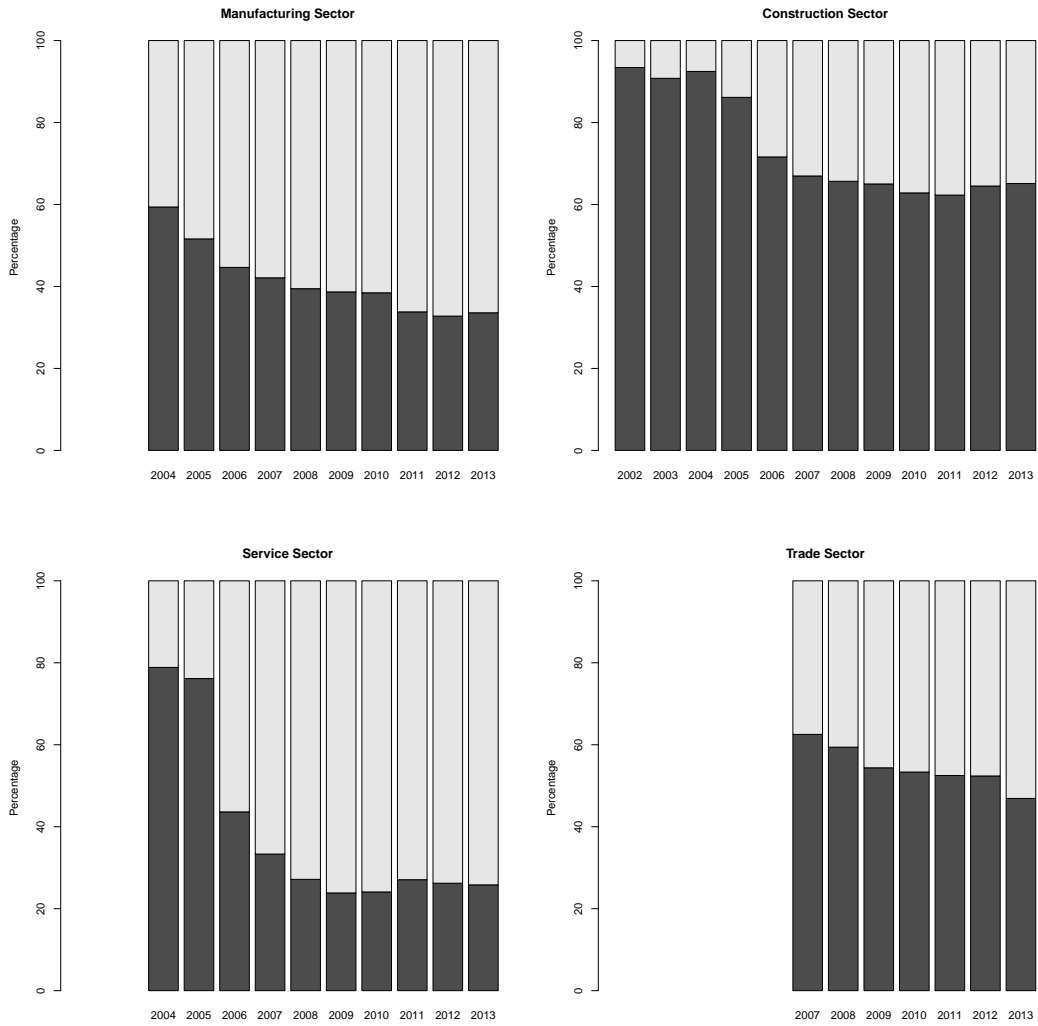 Manufacturing Sector
Percentage
0 20 40 60 80 100
2004 2005 2006 2007 2008 2009 2010 2011 2012 2013
Construction Sector
Percentage
0 20 40 60 80 100
2002 2003 2004 2005 2006 2007 2008 2009 2010 2011 2012 2013
Service Sector
Percentage
0 20 40 60 80 100
2004 2005 2006 2007 2008 2009 2010 2011 2012 2013
Trade Sector
Percentage
0 20 40 60 80 100
2007 2008 2009 2010 2011 2012 2013